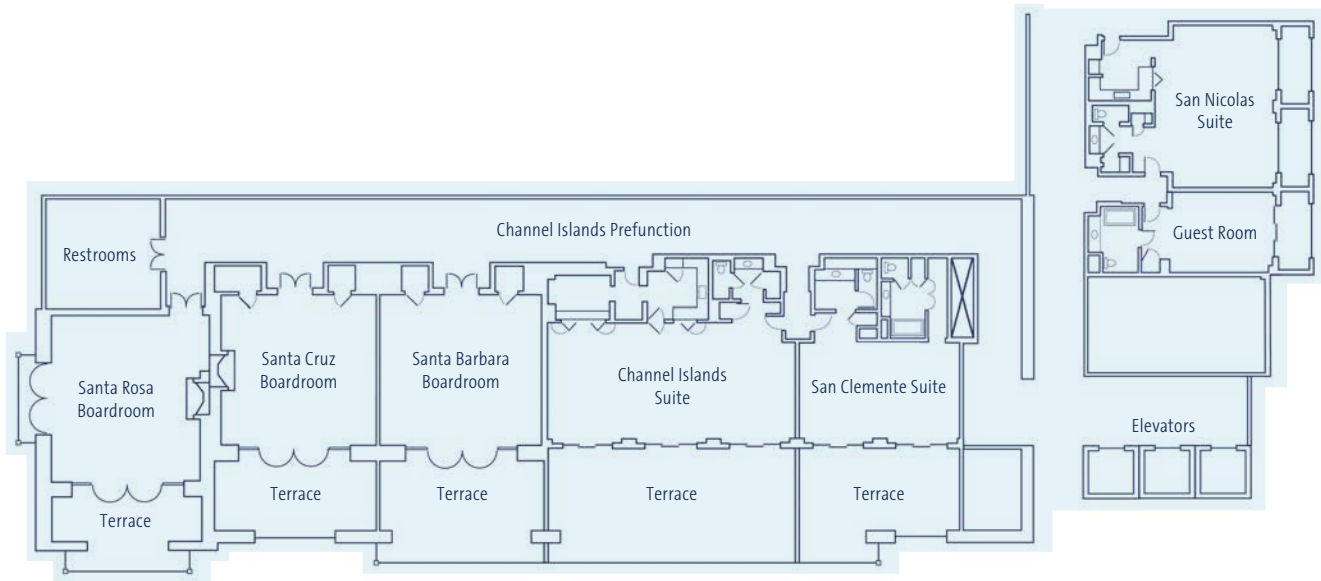 San Nicolas
Suite
Channel Islands Prefunction
Guest Room
Restrooms
Santa Cruz
Boardroom
Santa Barbara
Boardroom
Channel Islands
Suite
San Clemente Suite
Santa Rosa
Boardroom
Elevators
Terrace
Terrace
Terrace
Terrace
Terrace